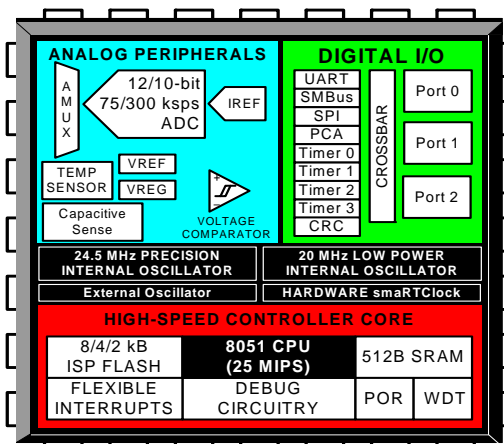 ANALOG PERIPHERALS
A
M
U
X
12/10-bit
75/300 ksps
ADC
IREF
TEMP
SENSOR
VREF
VREG
Capacitive
Sense
+
–
VOLTAGE
COMPARATOR
DIGITAL I/O
UART
SMBus
SPI
PCA
Timer 0
Timer 1
Timer 2
Timer 3
CRC
CROSSBAR
Port 0
Port 1
Port 2
24.5 MHz PRECISION
INTERNAL OSCILLATOR
20 MHz LOW POWER
INTERNAL OSCILLATOR
External Oscillator
HARDWARE smaRTClock
HIGH-SPEED CONTROLLER CORE
8/4/2 kB
ISP FLASH
8051 CPU
(25 MIPS)
512B SRAM
FLEXIBLE
INTERRUPTS
DEBUG
CIRCUITRY
POR
WDT